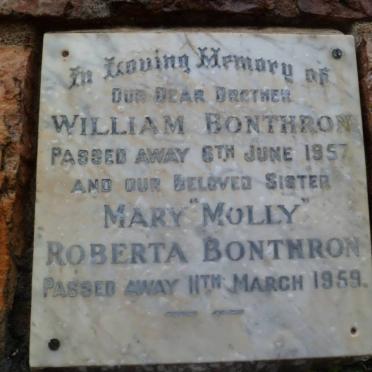 In Loving Memory of
Our Dear Brother
William Bonthron
Passed away 6th June 1957
and our Beloved Sister
Mary "Molly"
Roberta Bonthron
Passed away 11th March 1959.